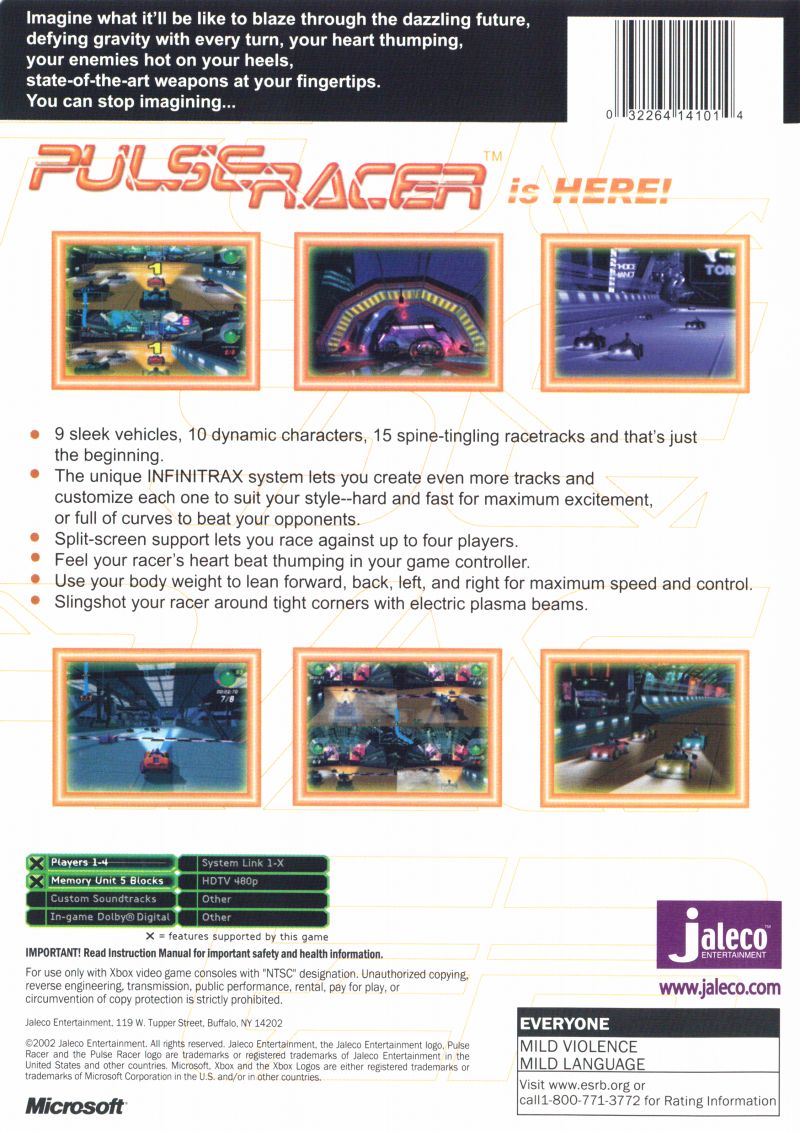 Imagine what it'll be like to blaze through the dazzling future,
defying gravity with every turn, your heart thumping,
your enemies hot on your heels,
state-of-the-art weapons at your fingertips.
You can stop imagining...
0 32264 14101 4
PULSE RACER™ is HERE!
1
7/8
1
8/8
CHOICE
HAND
TON
• 9 sleek vehicles, 10 dynamic characters, 15 spine-tingling racetracks and that's just
the beginning.
• The unique INFINITRAX system lets you create even more tracks and
customize each one to suit your style--hard and fast for maximum excitement,
or full of curves to beat your opponents.
• Split-screen support lets you race against up to four players.
• Feel your racer's heart beat thumping in your game controller.
• Use your body weight to lean forward, back, left, and right for maximum speed and control.
• Slingshot your racer around tight corners with electric plasma beams.
7/8
X Players 1-4
System Link 1-X
X Memory Unit 5 Blocks
HDTV 480p
Custom Soundtracks
Other
In-game Dolby® Digital
Other
X = features supported by this game
IMPORTANT! Read Instruction Manual for important safety and health information.
For use only with Xbox video game consoles with "NTSC" designation. Unauthorized copying,
reverse engineering, transmission, public performance, rental, pay for play, or
circumvention of copy protection is strictly prohibited.
Jaleco Entertainment, 119 W. Tupper Street, Buffalo, NY 14202
©2002 Jaleco Entertainment. All rights reserved. Jaleco Entertainment, the Jaleco Entertainment logo, Pulse
Racer and the Pulse Racer logo are trademarks or registered trademarks of Jaleco Entertainment in the
United States and other countries. Microsoft, Xbox and the Xbox Logos are either registered trademarks or
trademarks of Microsoft Corporation in the U.S. and/or in other countries.
Microsoft
jaleco™
ENTERTAINMENT
www.jaleco.com
EVERYONE
MILD VIOLENCE
MILD LANGUAGE
Visit www.esrb.org or
call1-800-771-3772 for Rating Information